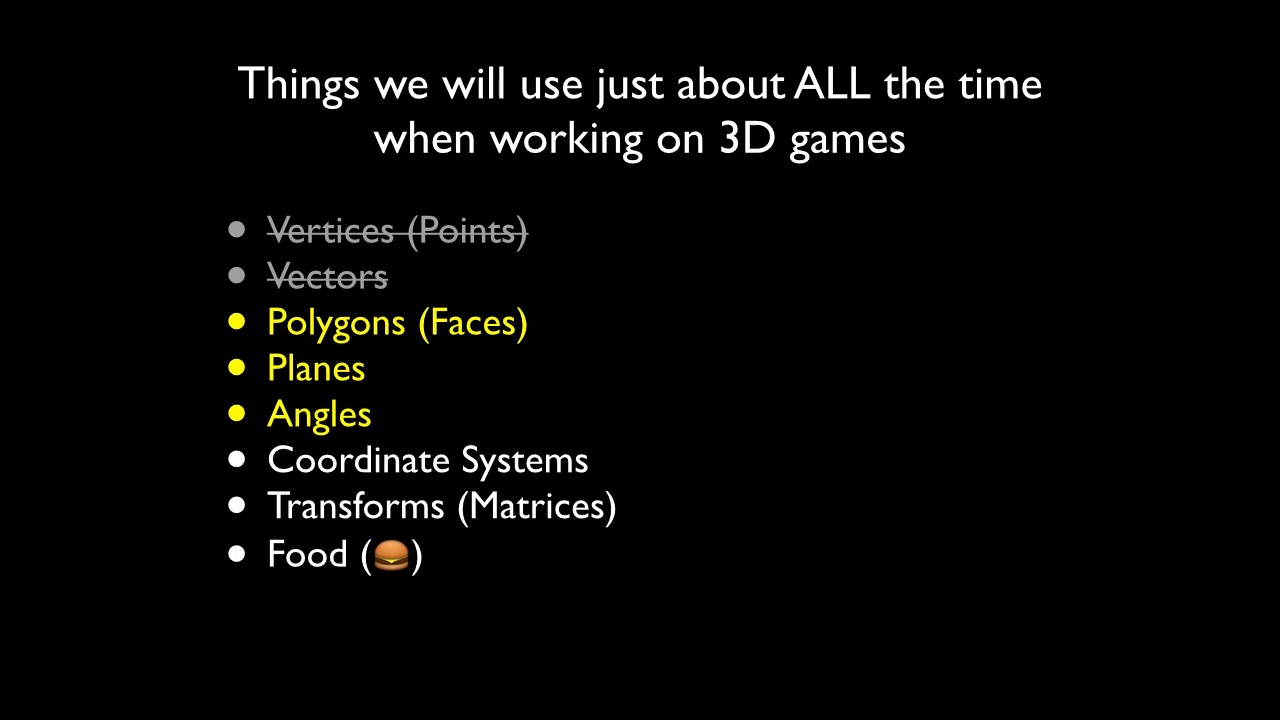 Things we will use just about ALL the time
when working on 3D games
• Vertices (Points)
• Vectors
• Polygons (Faces)
• Planes
• Angles
• Coordinate Systems
• Transforms (Matrices)
• Food (🍔)